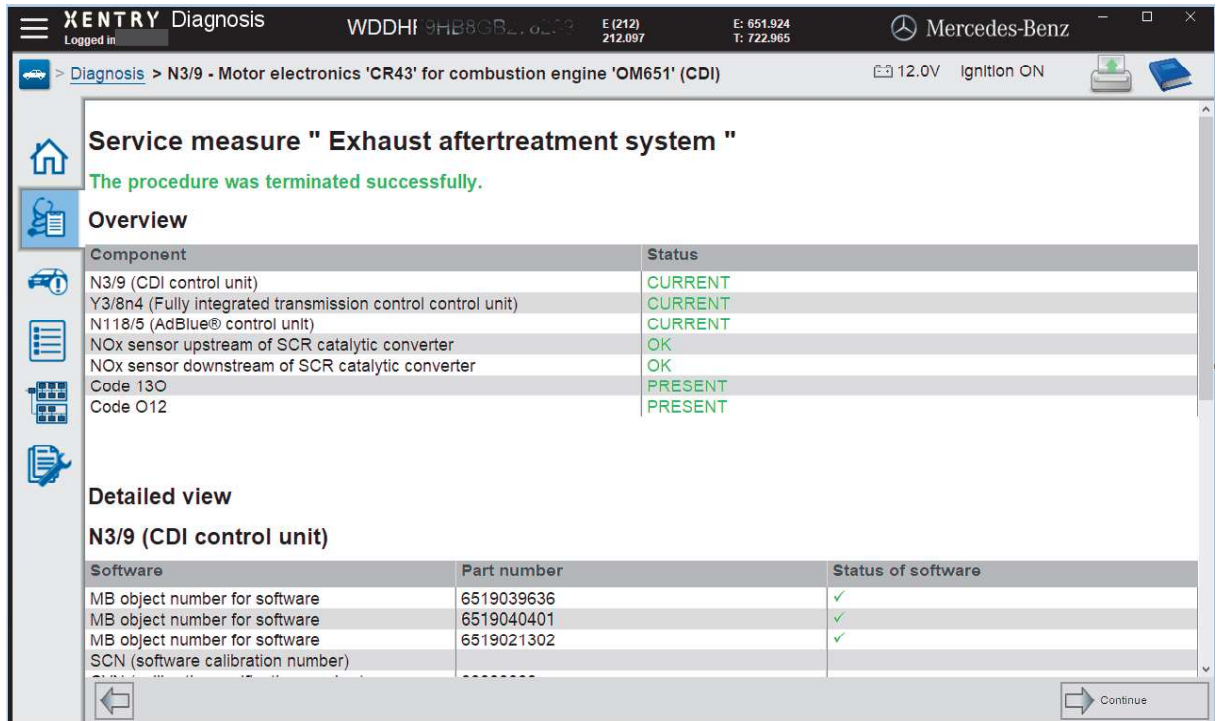 XENTRY Diagnosis
Logged in
E (212)
212.097
E: 651.924
T: 722.965
Mercedes-Benz
> Diagnosis > N3/9 - Motor electronics 'CR43' for combustion engine 'OM651' (CDI)
12.0V Ignition ON
Service measure " Exhaust aftertreatment system "
The procedure was terminated successfully.
Overview
Component Status
N3/9 (CDI control unit) CURRENT
Y3/8n4 (Fully integrated transmission control control unit) CURRENT
N118/5 (AdBlue® control unit) CURRENT
NOx sensor upstream of SCR catalytic converter OK
NOx sensor downstream of SCR catalytic converter OK
Code 13O PRESENT
Code O12 PRESENT
Detailed view
N3/9 (CDI control unit)
Software Part number Status of software
MB object number for software 6519039636 ✓
MB object number for software 6519040401 ✓
MB object number for software 6519021302 ✓
SCN (software calibration number)
Continue